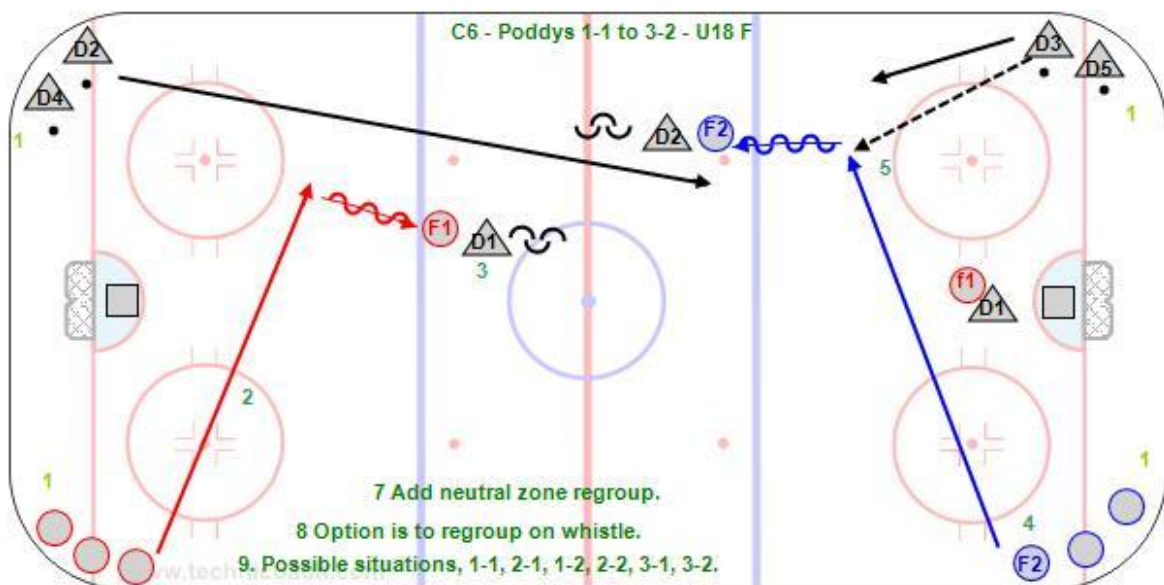 C6 - Poddys 1-1 to 3-2 - U18 F
D2
D3
D4
D5
1
1
D2
F2
5
F1
D1
3
f1
D1
2
1
1
7 Add neutral zone regroup.
4
8 Option is to regroup on whistle.
9. Possible situations, 1-1, 2-1, 1-2, 2-2, 3-1, 3-2.
F2